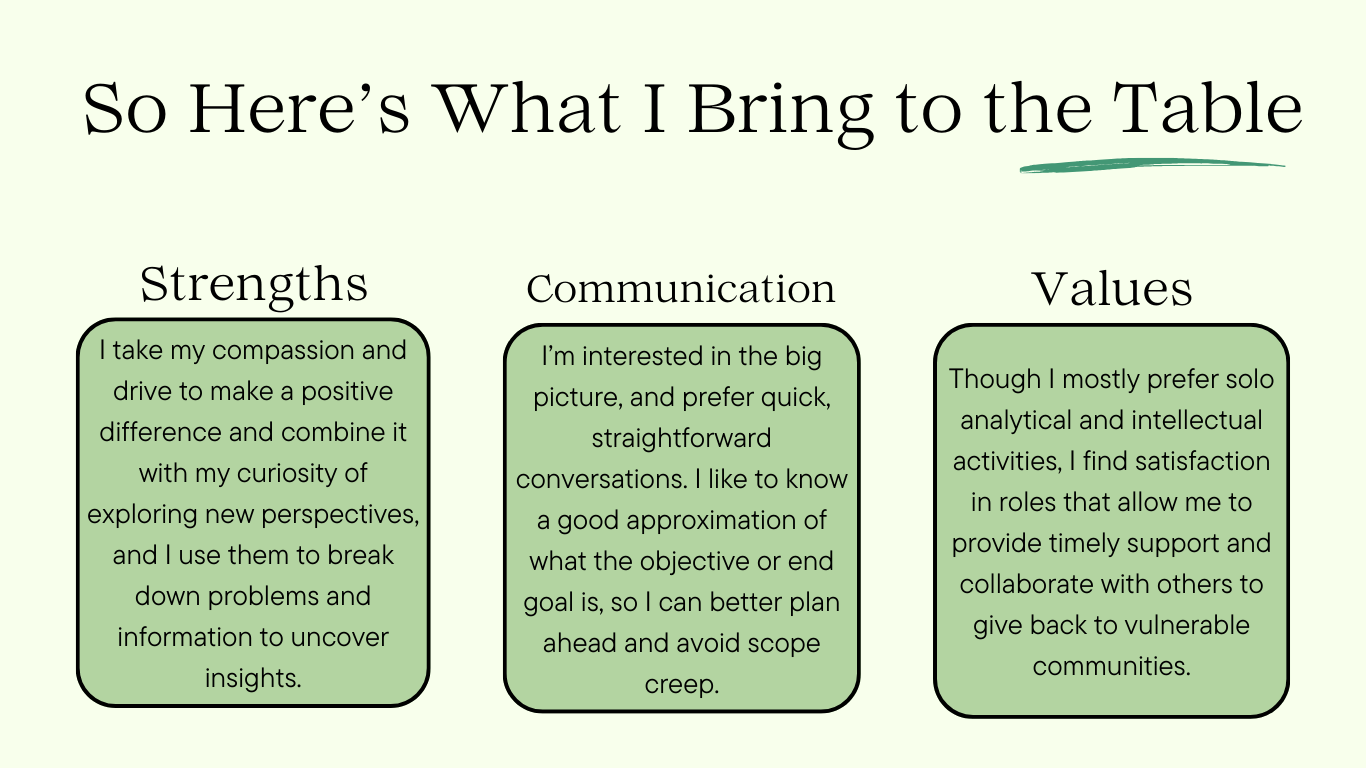 So Here’s What I Bring to the Table
Strengths
I take my compassion and
drive to make a positive
difference and combine it
with my curiosity of
exploring new perspectives,
and I use them to break
down problems and
information to uncover
insights.
Communication
I’m interested in the big
picture, and prefer quick,
straightforward
conversations. I like to know
a good approximation of
what the objective or end
goal is, so I can better plan
ahead and avoid scope
creep.
Values
Though I mostly prefer solo
analytical and intellectual
activities, I find satisfaction
in roles that allow me to
provide timely support and
collaborate with others to
give back to vulnerable
communities.